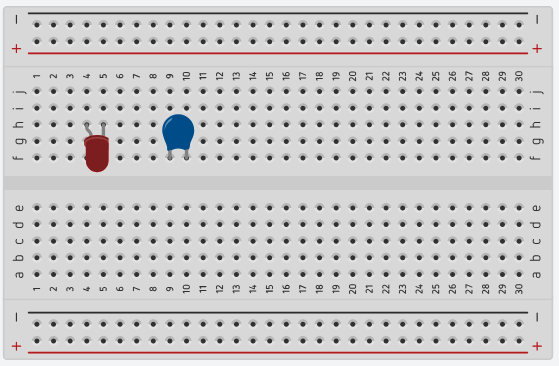 − −
+ +
1 2 3 4 5 6 7 8 9 10 11 12 13 14 15 16 17 18 19 20 21 22 23 24 25 26 27 28 29 30
j j
i i
h h
g g
f f
e e
d d
c c
b b
a a
1 2 3 4 5 6 7 8 9 10 11 12 13 14 15 16 17 18 19 20 21 22 23 24 25 26 27 28 29 30
− −
+ +